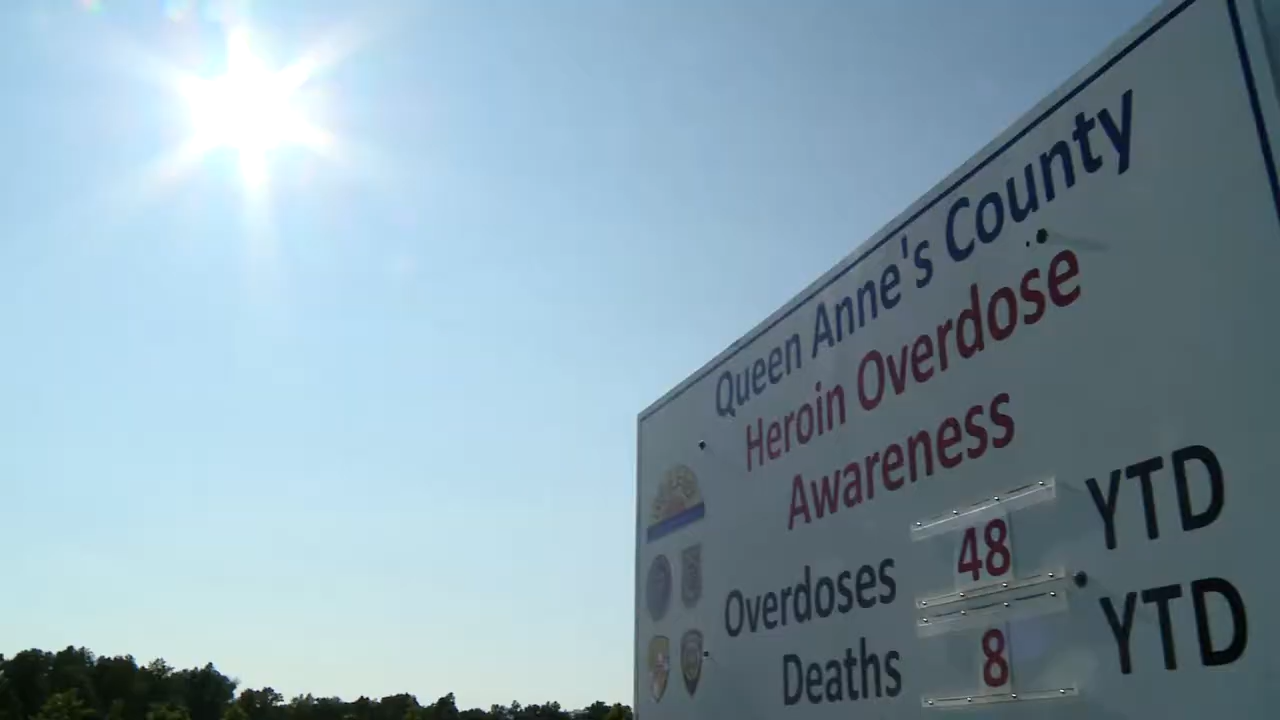 Queen Anne's County
Heroin Overdose
Awareness
Overdoses 48 YTD
Deaths 8 YTD